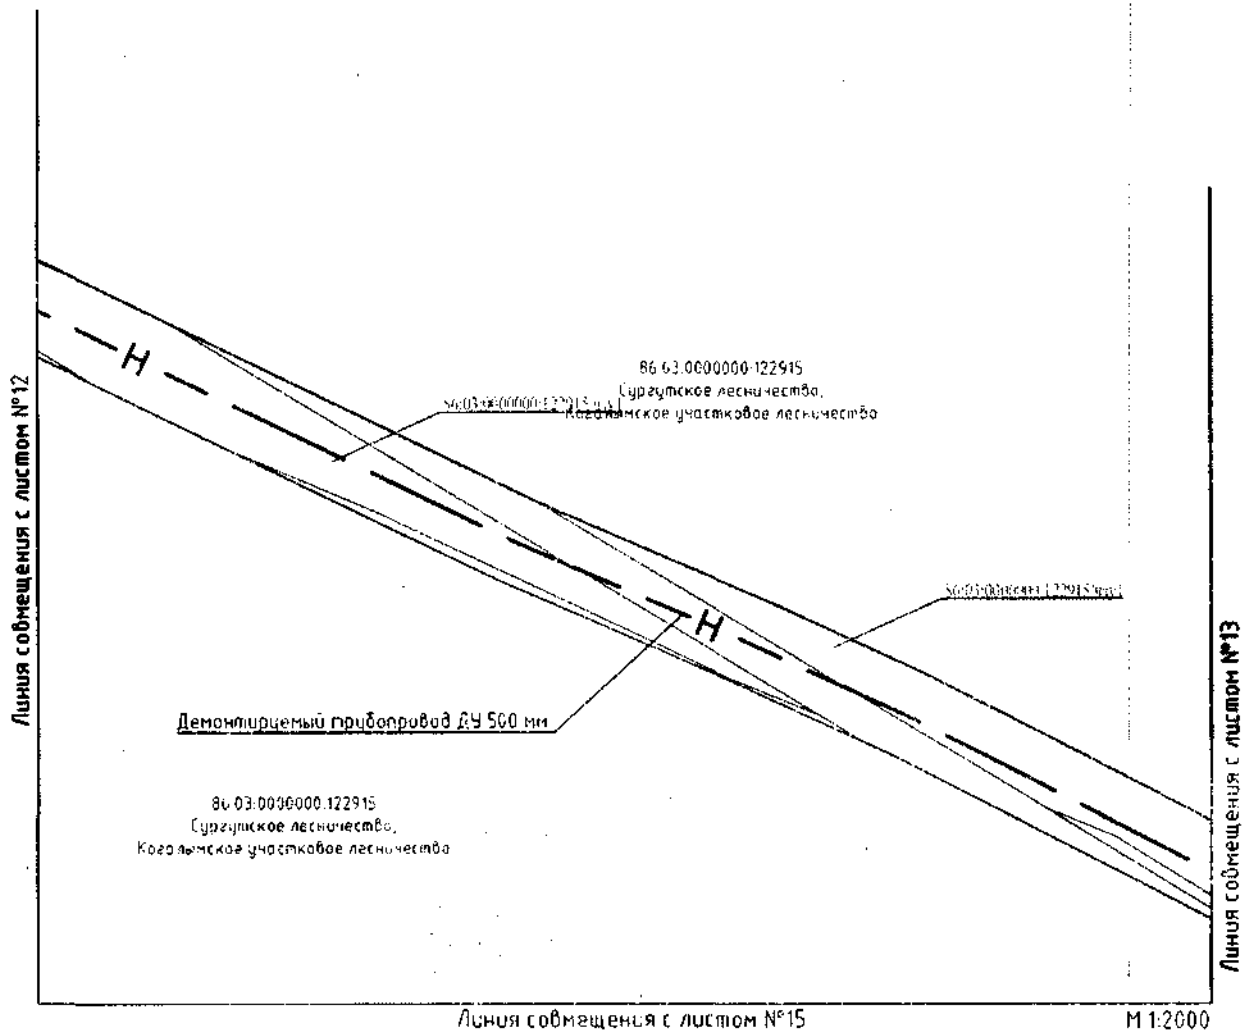 Линия совмещения с листом №12
86:03:0000000:122915
Сургутское лесничества,
Когалымское участковое лесничество
Линия совмещения с листом №13
Демонтируемый трубопровод ДУ 500 мм
86:03:0000000:122915
Сургутское лесничество,
Когалымское участковое лесничество
Линия совмещения с листом №15
М 1:2000